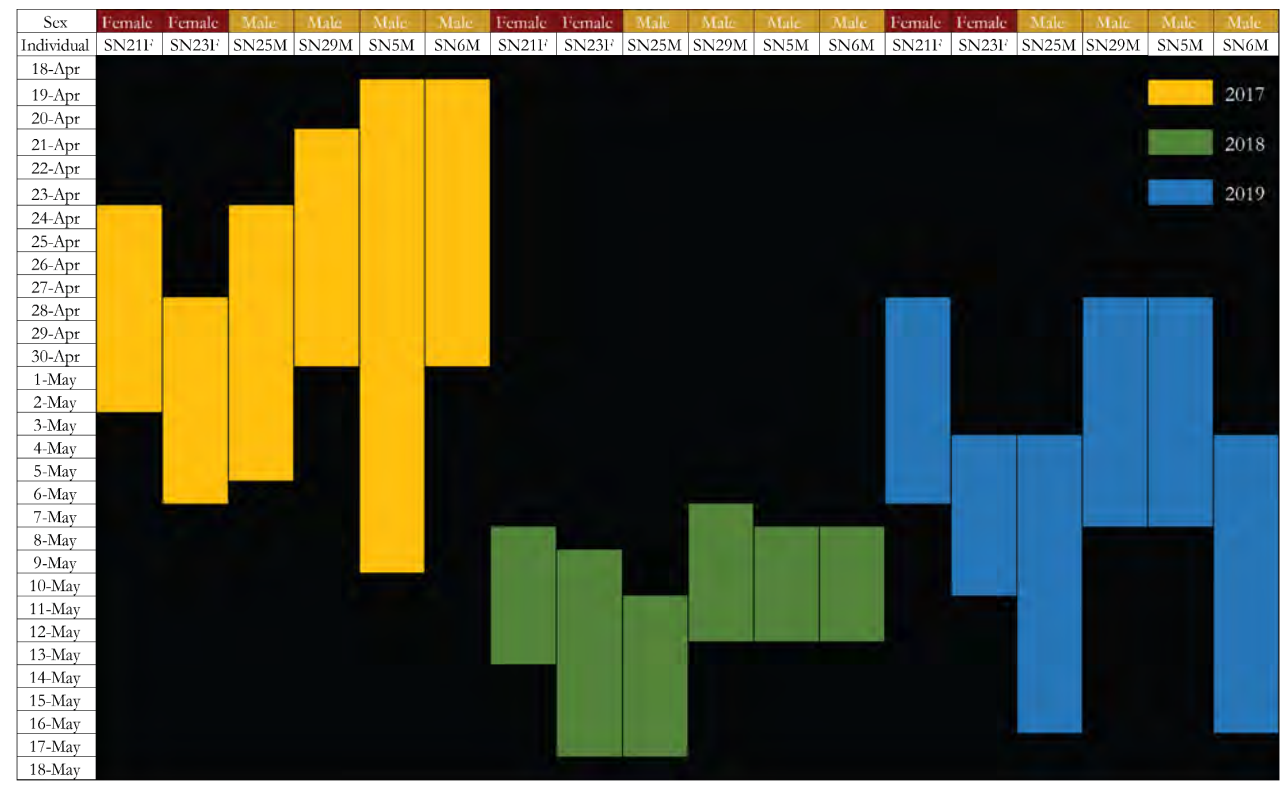 Sex Female Female Male Male Male Male Female Female Male Male Male Male Female Female Male Male Male Male
Individual SN21F SN23F SN25M SN29M SN5M SN6M SN21F SN23F SN25M SN29M SN5M SN6M SN21F SN23F SN25M SN29M SN5M SN6M
18-Apr
19-Apr 2017
20-Apr
21-Apr 2018
22-Apr
23-Apr 2019
24-Apr
25-Apr
26-Apr
27-Apr
28-Apr
29-Apr
30-Apr
1-May
2-May
3-May
4-May
5-May
6-May
7-May
8-May
9-May
10-May
11-May
12-May
13-May
14-May
15-May
16-May
17-May
18-May